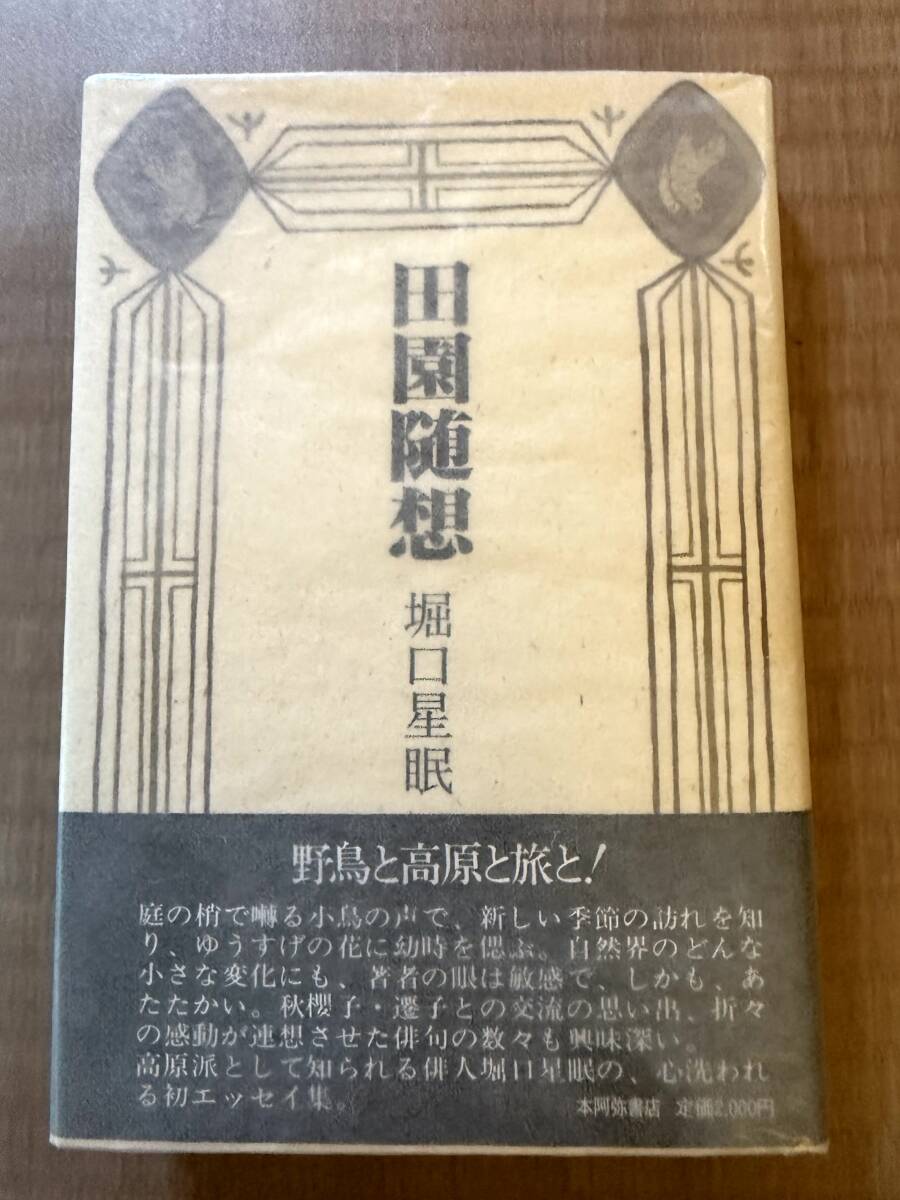 田園随想
堀口星眠
野鳥と高原と旅と!
庭の梢で囀る小鳥の声で、新しい季節の訪れを知
り、ゆうすげの花に幼時を偲ぶ。自然界のどんな
小さな変化にも、著者の眼は敏感で、しかも、あ
たたかい。秋櫻子・遷子との交流の思い出、折々
の感動が連想させた俳句の数々も興味深い。
高原派として知られる俳人堀口星眠の、心洗われ
る初エッセイ集。
本阿弥書店 定価2,000円